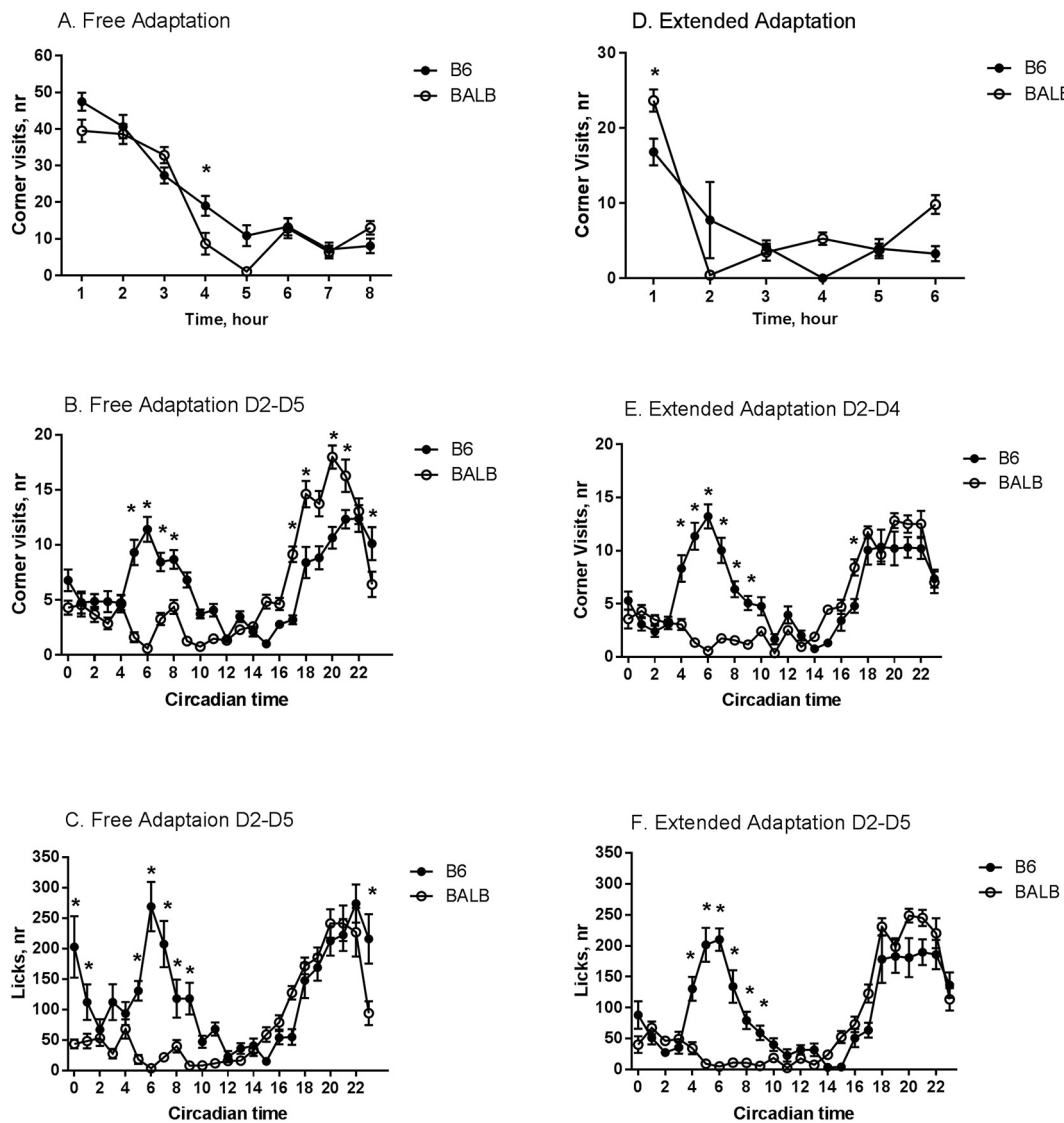 A. Free Adaptation
60
50
40
30
20
10
0
Corner visits, nr
*
1 2 3 4 5 6 7 8
Time, hour
B6
BALB
D. Extended Adaptation
30
20
10
0
Corner Visits, nr
*
1 2 3 4 5 6
Time, hour
B6
BALB
B. Free Adaptation D2-D5
20
15
10
5
0
Corner visits, nr
* * * * * * * * *
0 2 4 6 8 10 12 14 16 18 20 22
Circadian time
B6
BALB
E. Extended Adaptation D2-D4
20
15
10
5
0
Corner Visits, nr
* * * * * * *
0 2 4 6 8 10 12 14 16 18 20 22
Circadian time
B6
BALB
C. Free Adaptaion D2-D5
350
300
250
200
150
100
50
0
Licks, nr
* * * * * * * *
0 2 4 6 8 10 12 14 16 18 20 22
Circadian time
B6
BALB
F. Extended Adaptation D2-D5
350
300
250
200
150
100
50
0
Licks, nr
* * * * * *
0 2 4 6 8 10 12 14 16 18 20 22
Circadian time
B6
BALB